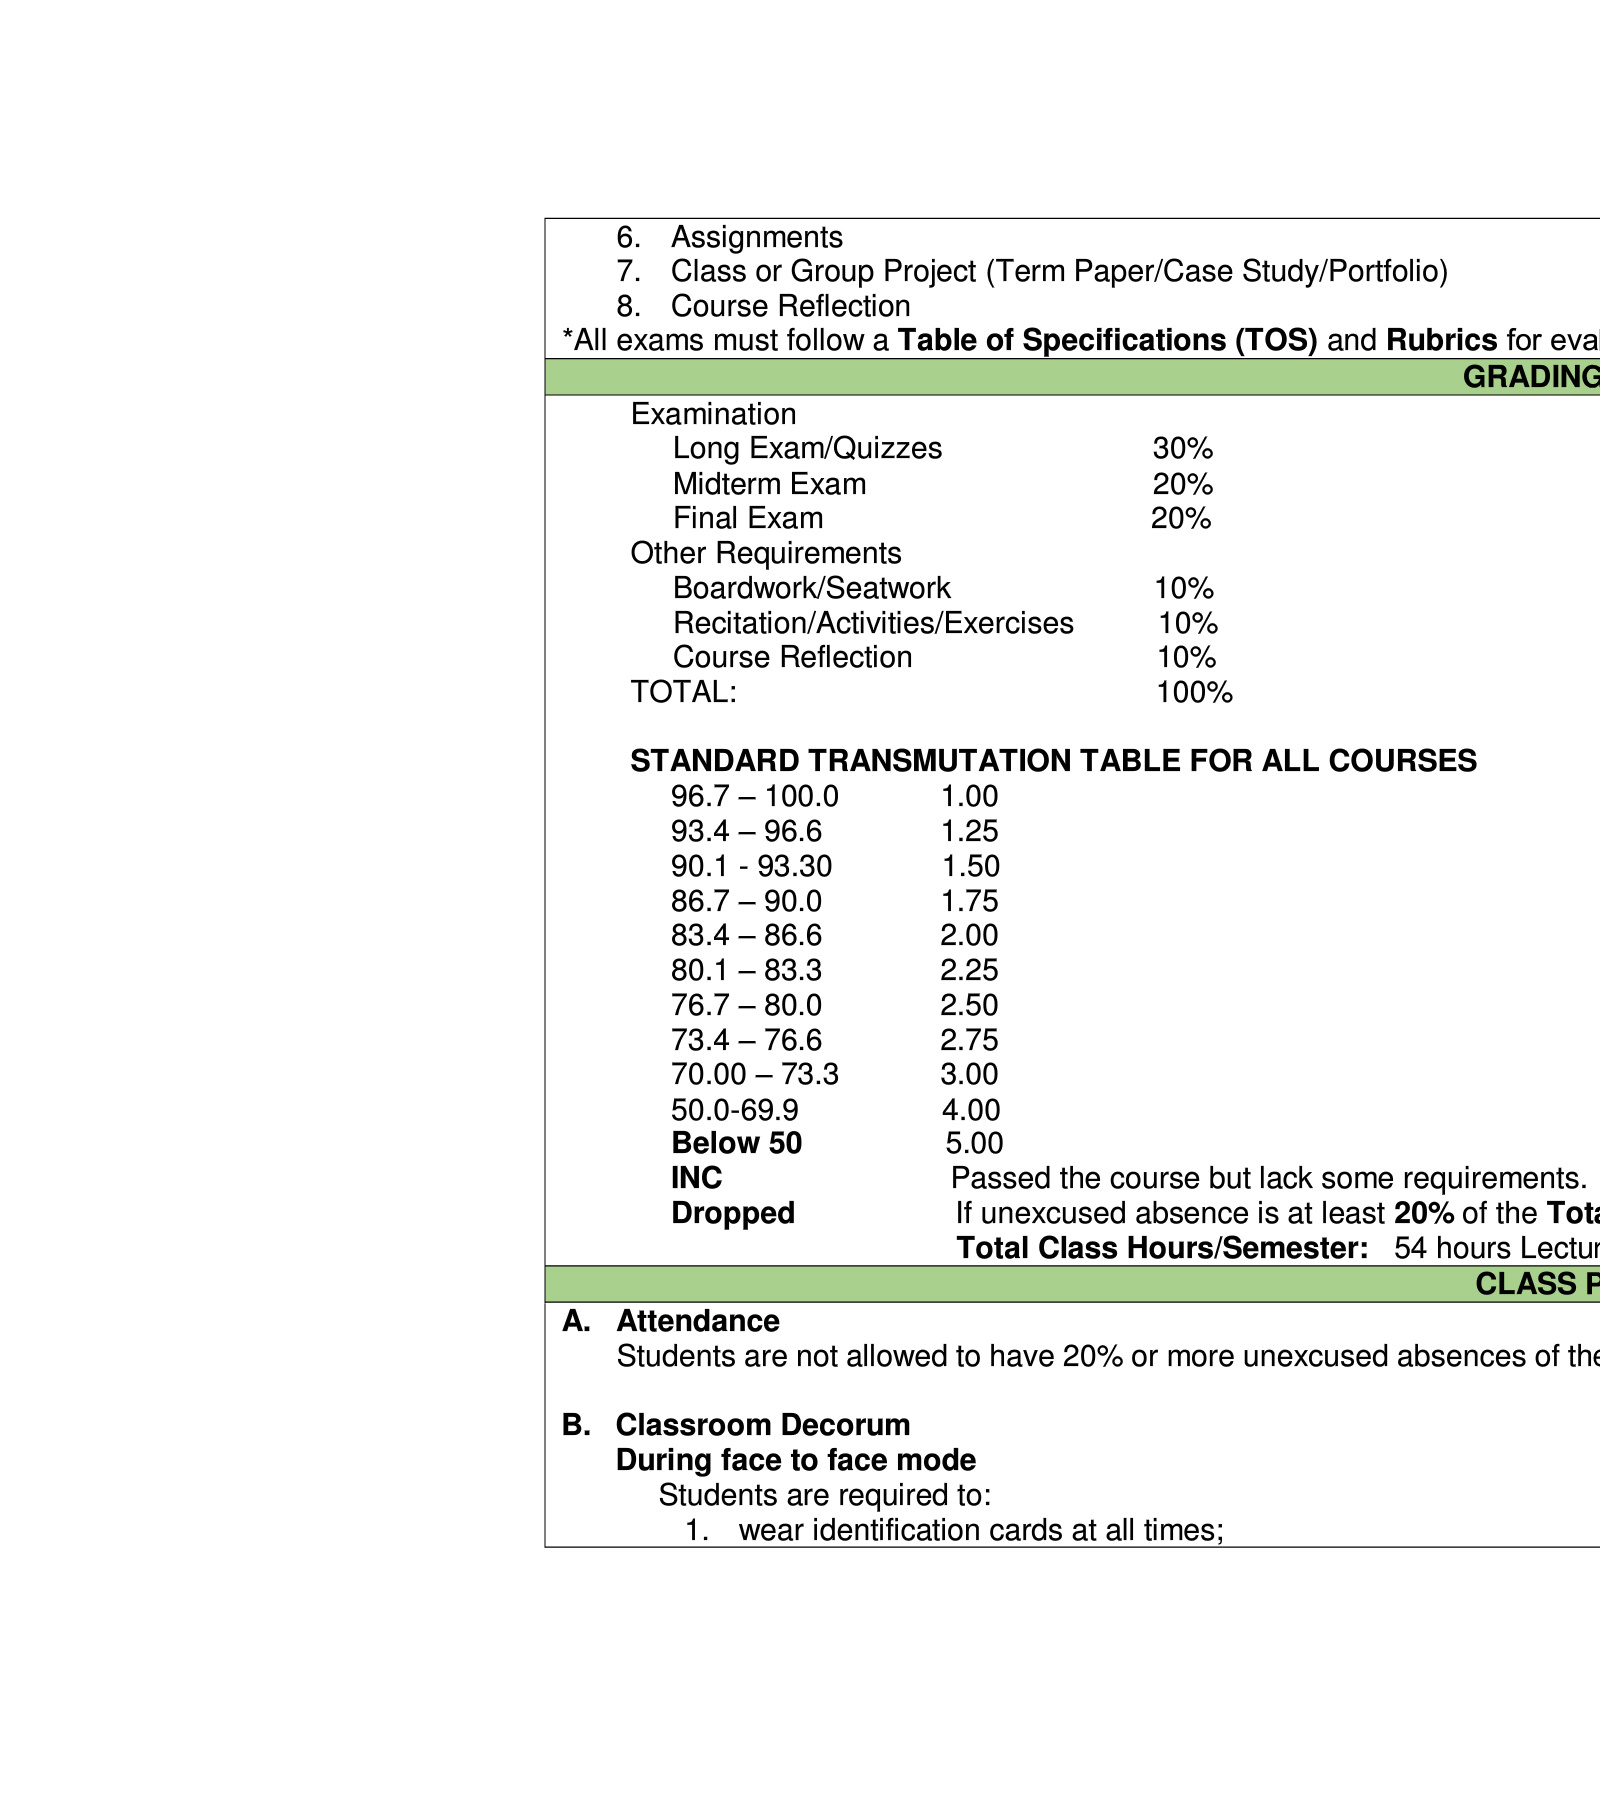 6. Assignments
7. Class or Group Project (Term Paper/Case Study/Portfolio)
8. Course Reflection
*All exams must follow a Table of Specifications (TOS) and Rubrics for
GRADING
Examination
Long Exam/Quizzes 30%
Midterm Exam 20%
Final Exam 20%
Other Requirements
Boardwork/Seatwork 10%
Recitation/Activities/Exercises 10%
Course Reflection 10%
TOTAL: 100%
STANDARD TRANSMUTATION TABLE FOR ALL COURSES
96.7 – 100.0 1.00
93.4 – 96.6 1.25
90.1 - 93.30 1.50
86.7 – 90.0 1.75
83.4 – 86.6 2.00
80.1 – 83.3 2.25
76.7 – 80.0 2.50
73.4 – 76.6 2.75
70.00 – 73.3 3.00
50.0-69.9 4.00
Below 50 5.00
INC Passed the course but lack some requirements.
Dropped If unexcused absence is at least 20% of the
Total Class Hours/Semester: 54 hours
CLASS
A. Attendance
Students are not allowed to have 20% or more unexcused absences of
B. Classroom Decorum
During face to face mode
Students are required to:
1. wear identification cards at all times;